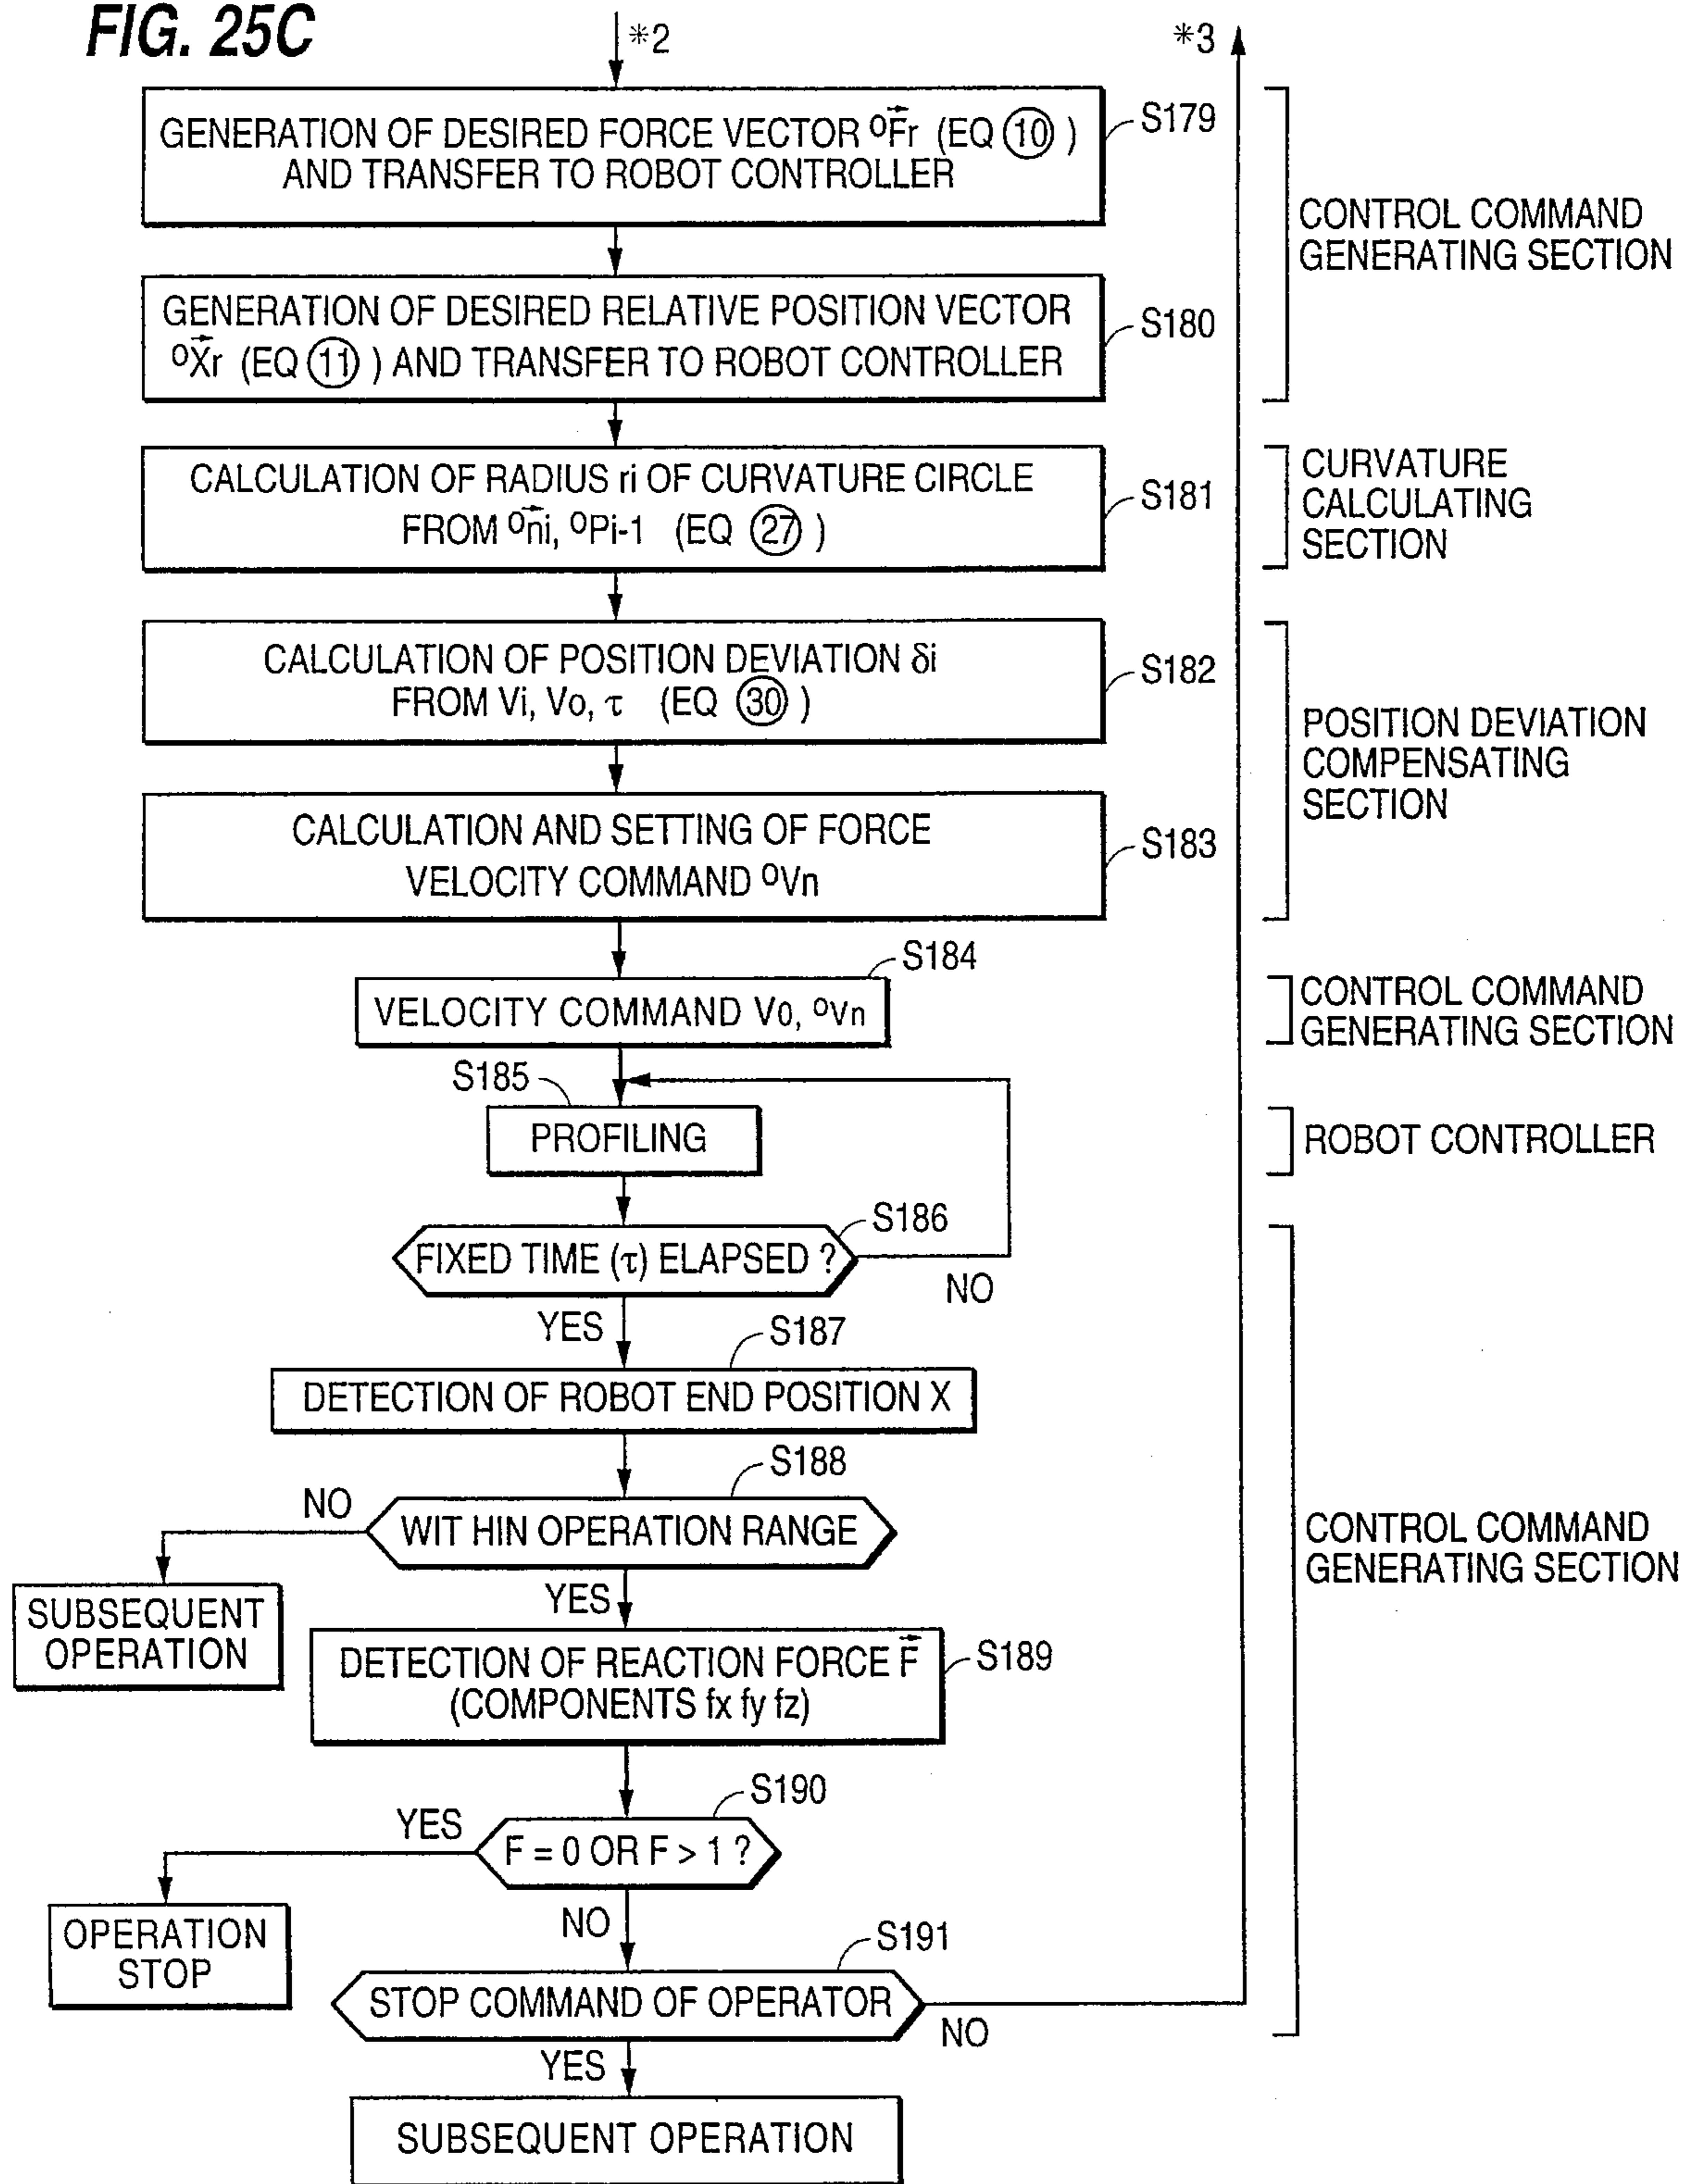 FIG. 25C
*2
*3
GENERATION OF DESIRED FORCE VECTOR ⁰F⃗r (EQ ⑩ )
AND TRANSFER TO ROBOT CONTROLLER
S179
CONTROL COMMAND
GENERATING SECTION
GENERATION OF DESIRED RELATIVE POSITION VECTOR
⁰X⃗r (EQ ⑪ ) AND TRANSFER TO ROBOT CONTROLLER
S180
CALCULATION OF RADIUS ri OF CURVATURE CIRCLE
FROM ⁰n⃗i, ⁰Pi-1 (EQ ㉗ )
S181
CURVATURE
CALCULATING
SECTION
CALCULATION OF POSITION DEVIATION δi
FROM Vi, Vo, τ (EQ ㉚ )
S182
POSITION DEVIATION
COMPENSATING
SECTION
CALCULATION AND SETTING OF FORCE
VELOCITY COMMAND ⁰Vn
S183
S184
VELOCITY COMMAND Vo, ⁰Vn
CONTROL COMMAND
GENERATING SECTION
S185
PROFILING
ROBOT CONTROLLER
S186
FIXED TIME (τ) ELAPSED ?
NO
YES
S187
DETECTION OF ROBOT END POSITION X
S188
NO
WIT HIN OPERATION RANGE
CONTROL COMMAND
GENERATING SECTION
YES
SUBSEQUENT
OPERATION
DETECTION OF REACTION FORCE F⃗
(COMPONENTS fx fy fz)
S189
S190
YES
F = 0 OR F > 1 ?
NO
OPERATION
STOP
S191
STOP COMMAND OF OPERATOR
NO
YES
SUBSEQUENT OPERATION